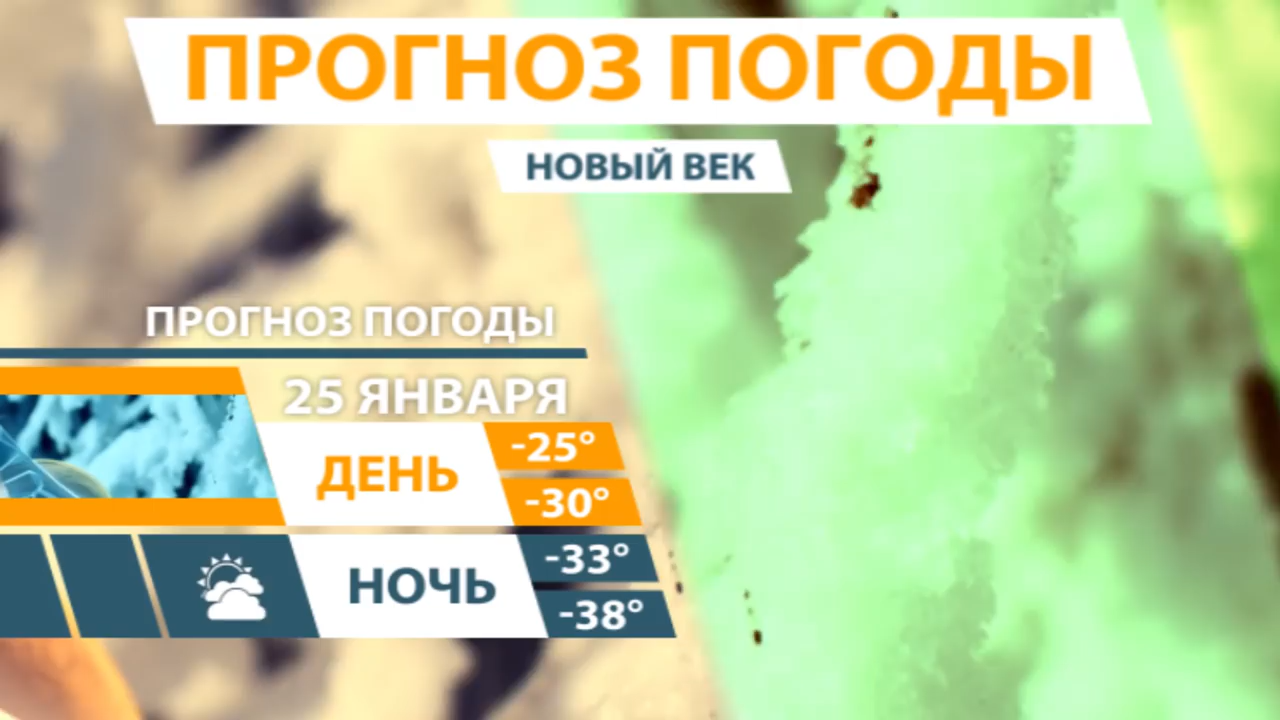 ПРОГНОЗ ПОГОДЫ
НОВЫЙ ВЕК
ПРОГНОЗ ПОГОДЫ
25 ЯНВАРЯ
ДЕНЬ
-25°
-30°
НОЧЬ
-33°
-38°